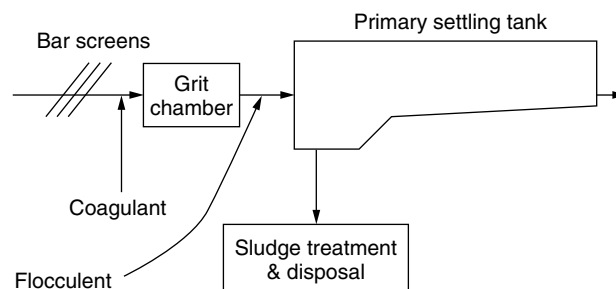 Primary settling tank
Bar screens
Grit
chamber
Coagulant
Flocculent
Sludge treatment
& disposal